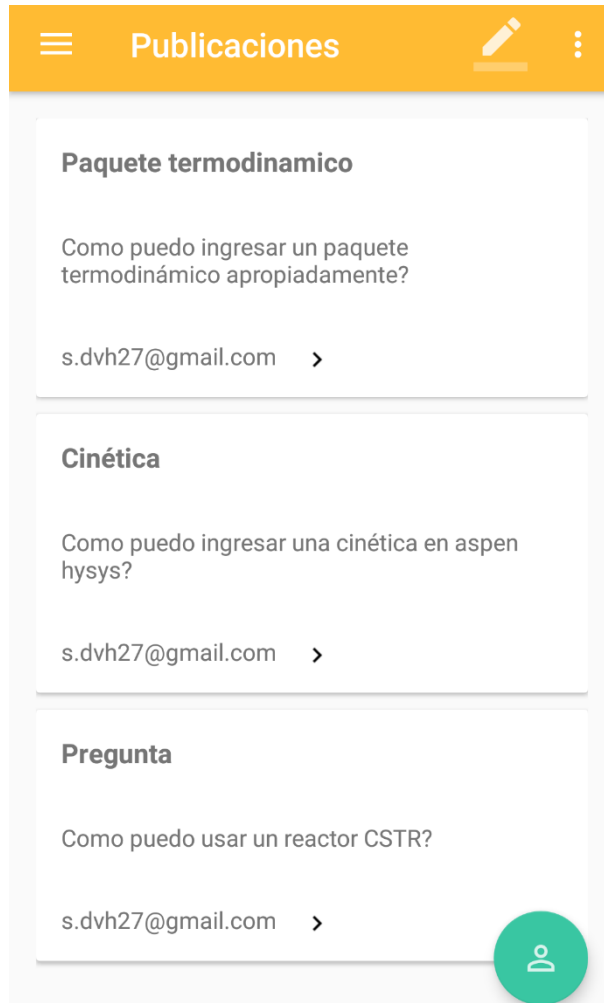 Publicaciones
Paquete termodinamico
Como puedo ingresar un paquete
termodinámico apropiadamente?
s.dvh27@gmail.com
Cinética
Como puedo ingresar una cinética en aspen
hysys?
s.dvh27@gmail.com
Pregunta
Como puedo usar un reactor CSTR?
s.dvh27@gmail.com